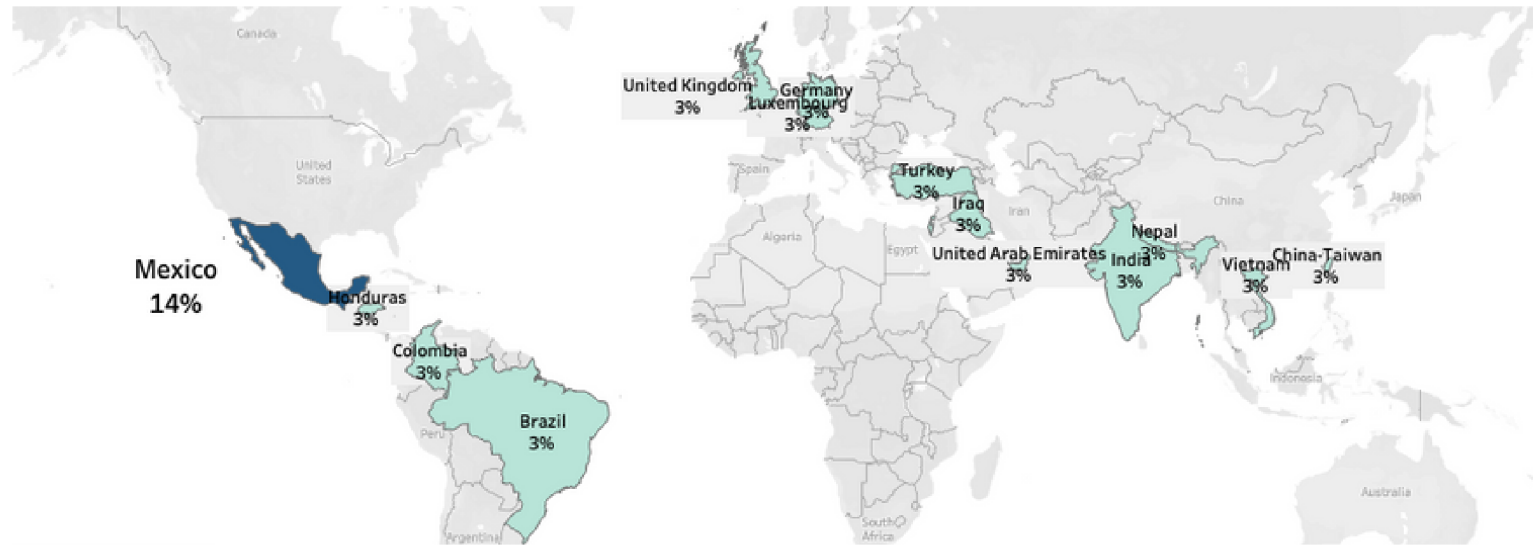 Canada
United
States
Mexico
14%
Honduras
3%
Colombia
3%
Brazil
3%
Peru
Argentina
United Kingdom
3%
Germany
3%
Luxembourg
3%
Spain
Turkey
3%
Iraq
3%
Iran
Algeria
Egypt
United Arab Emirates
3%
Nepal
3%
India
3%
China
Japan
Vietnam
3%
China-Taiwan
3%
Indonesia
Australia
South
Africa